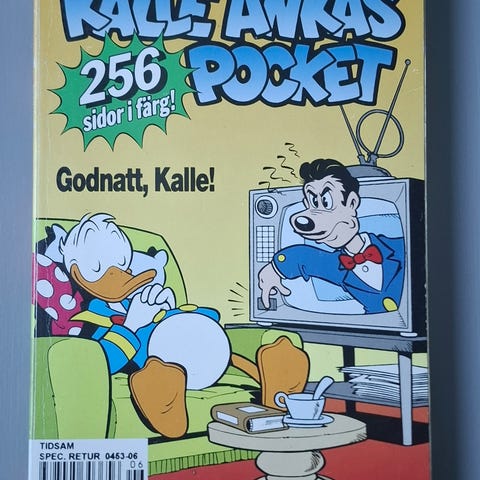 KALLE ANKAS
POCKET
256
sidor i färg!
Godnatt, Kalle!
TIDSAM
SPEC. RETUR 0453-06
06